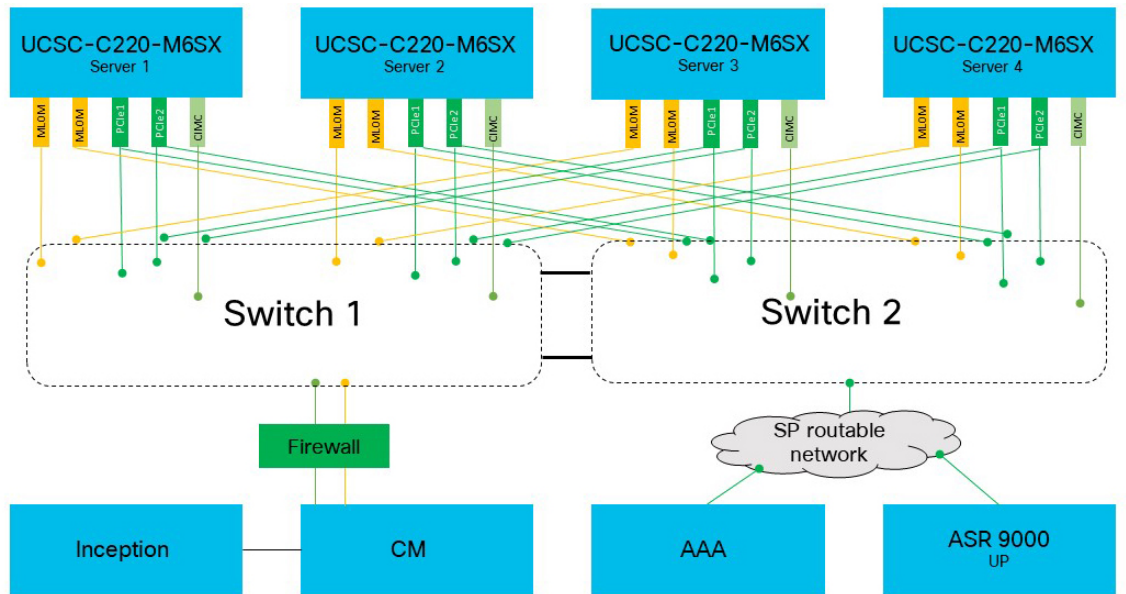 UCSC-C220-M6SX
Server 1
UCSC-C220-M6SX
Server 2
UCSC-C220-M6SX
Server 3
UCSC-C220-M6SX
Server 4
MLOM
MLOM
PCIe1
PCIe2
CIMC
MLOM
MLOM
PCIe1
PCIe2
CIMC
MLOM
MLOM
PCIe1
PCIe2
CIMC
MLOM
MLOM
PCIe1
PCIe2
CIMC
Switch 1
Switch 2
Firewall
SP routable
network
Inception
CM
AAA
ASR 9000
UP